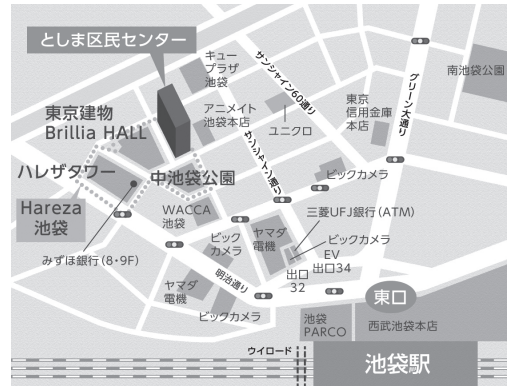 としま区民センター
キュー
プラザ
池袋
サンシャイン60通り
グリーン大通り
南池袋公園
東京建物
Brillia HALL
アニメイト
池袋本店
ユニクロ
東京
信用金庫
本店
サンシャイン通り
ハレザタワー
中池袋公園
ビックカメラ
Hareza
池袋
WACCA
池袋
三菱UFJ銀行(ATM)
みずほ銀行(8・9F)
ビック
カメラ
ヤマダ
電機
ビックカメラ
EV
出口34
出口
32
ヤマダ
電機
明治通り
ビックカメラ
東口
池袋
PARCO
西武池袋本店
ウイロード
池袋駅